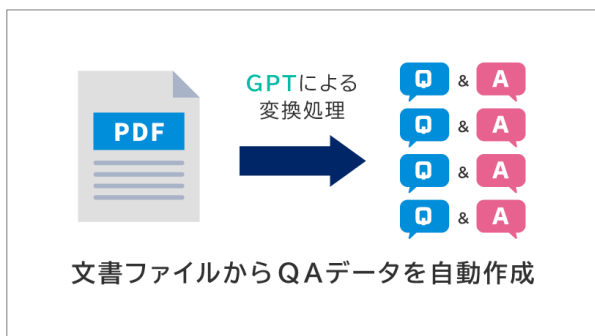 GPTによる
変換処理
PDF
Q & A
Q & A
Q & A
Q & A
文書ファイルからQAデータを自動作成